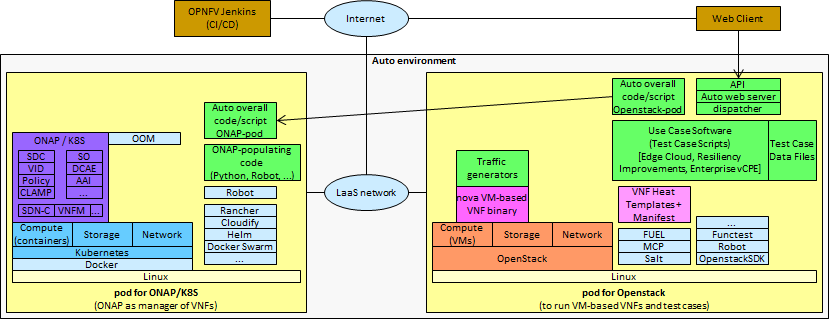 OPNFV Jenkins
(CI/CD)
Internet
Web Client
Auto environment
Auto overall
code/script
ONAP-pod
ONAP / K8S
OOM
SDC
SO
VID
DCAE
Policy
AAI
CLAMP
...
SDN-C
VNFM
...
ONAP-populating
code
(Python, Robot, ...)
Robot
Rancher
Cloudify
Helm
Docker Swarm
...
Compute
(containers)
Storage
Network
Kubernetes
Docker
Linux
pod for ONAP/K8S
(ONAP as manager of VNFs)
LaaS network
Auto overall
code/script
Openstack-pod
API
Auto web server
dispatcher
Use Case Software
(Test Case Scripts)
[Edge Cloud, Resiliency
Improvements, Enterprise vCPE]
Test Case
Data Files
Traffic
generators
nova VM-based
VNF binary
VNF Heat
Templates +
Manifest
Compute
(VMs)
Storage
Network
OpenStack
FUEL
MCP
Salt
...
Functest
Robot
OpenstackSDK
Linux
pod for Openstack
(to run VM-based VNFs and test cases)